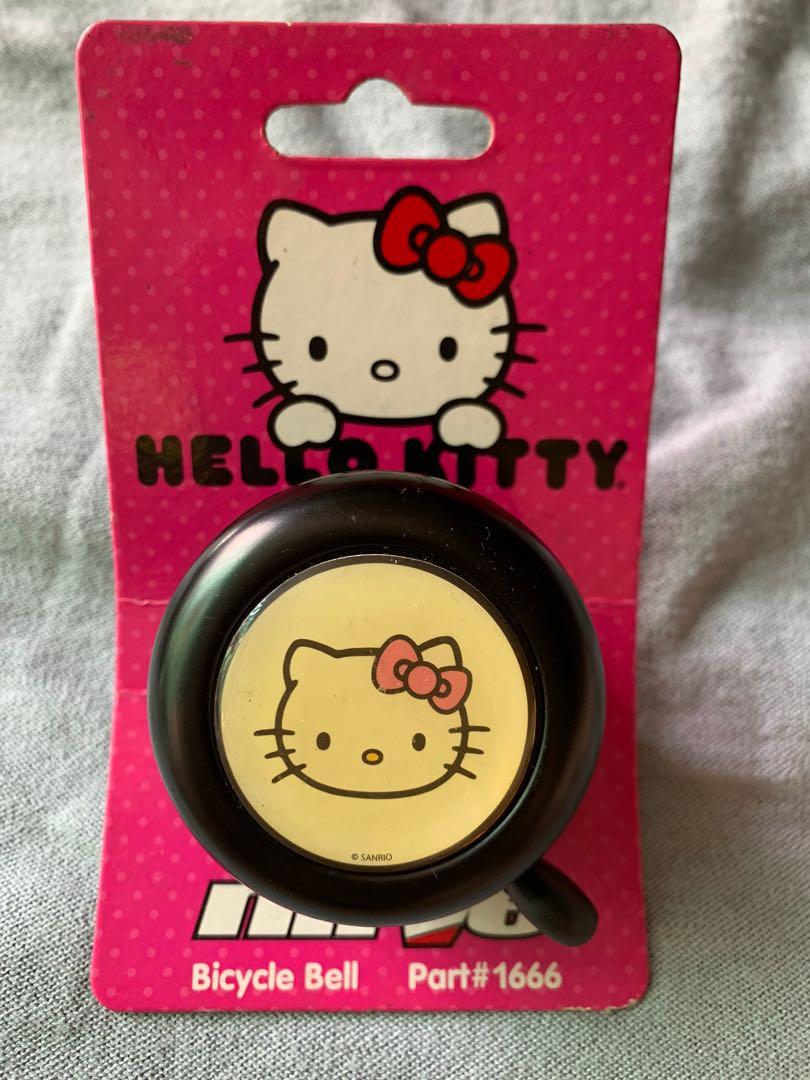 HELLO KITTY
© SANRIO
Bicycle Bell Part#1666